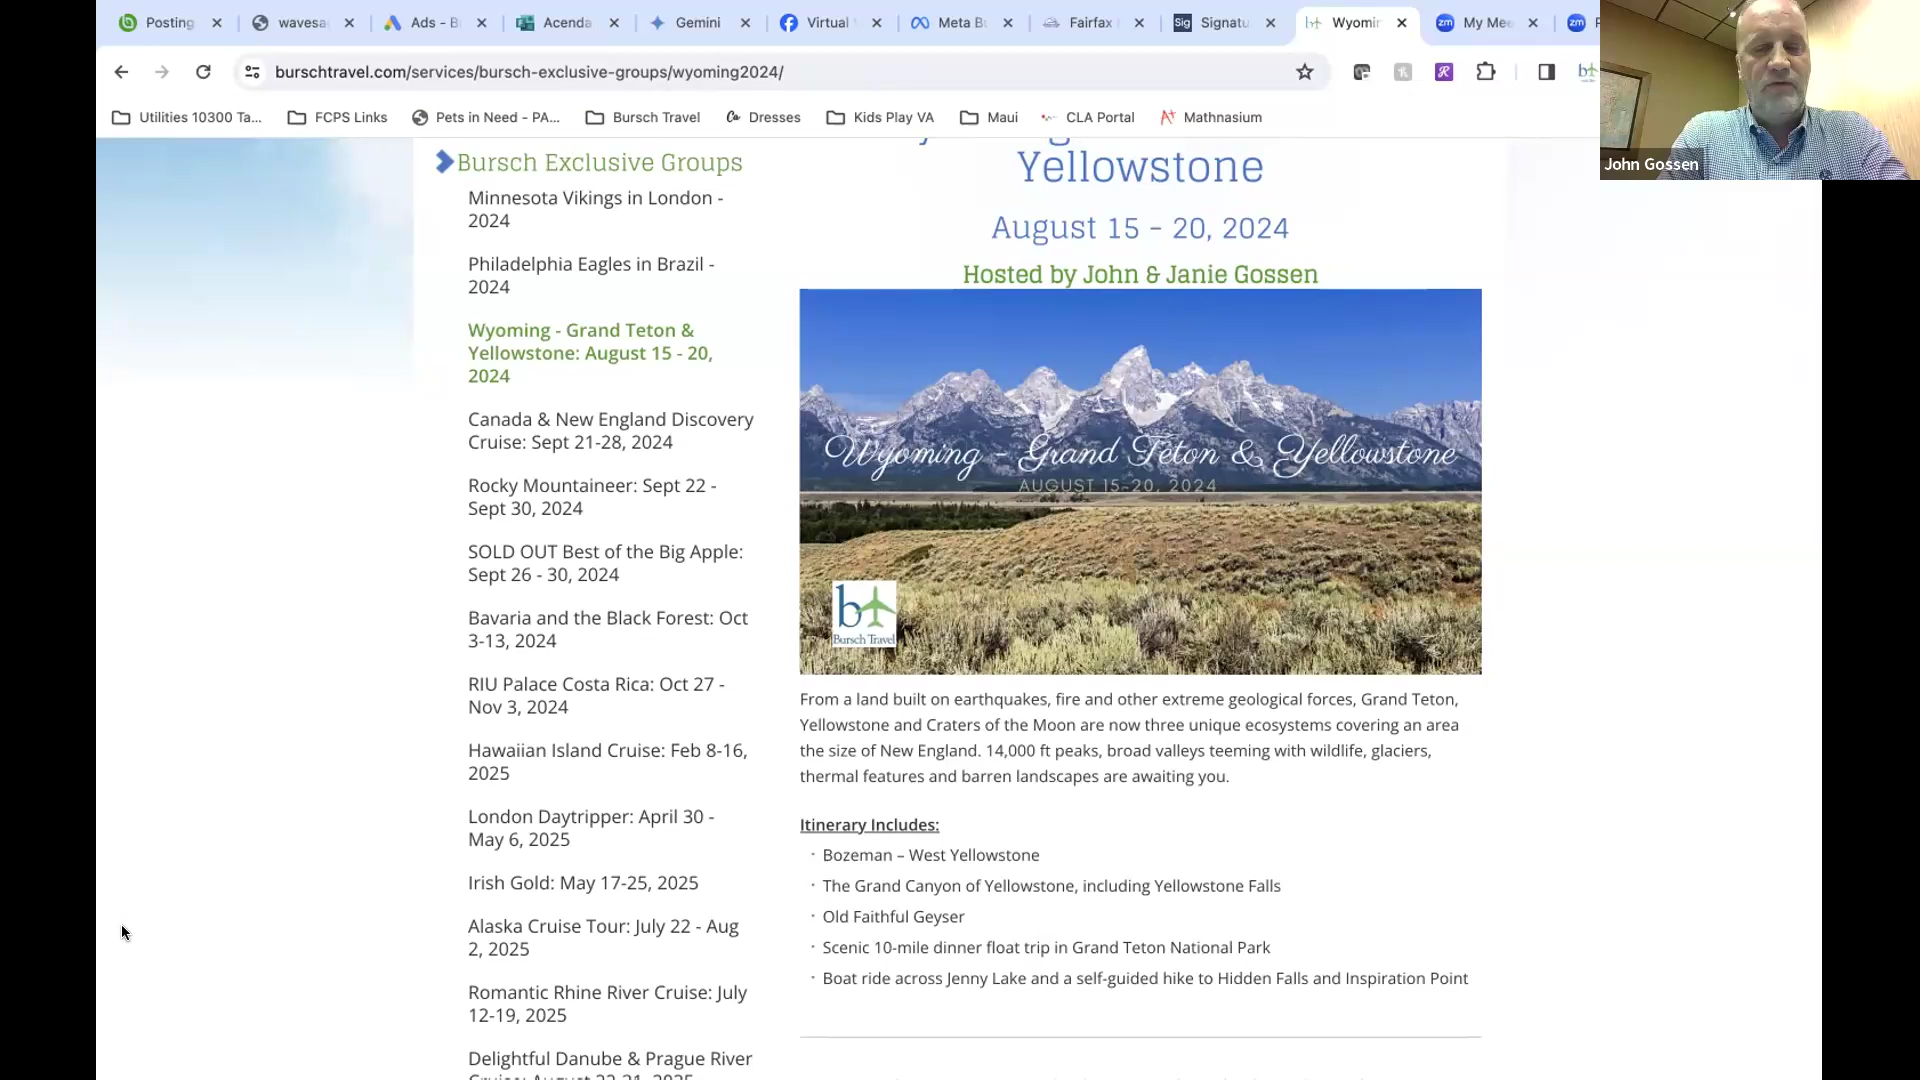 Posting
wavesa
Ads - B
Acenda
Gemini
Virtual
Meta B
Fairfax
Sig
Signatu
Wyomin
zm
My Mee
zm
burschtravel.com/services/bursch-exclusive-groups/wyoming2024/
Utilities 10300 Ta...
FCPS Links
Pets in Need - PA...
Bursch Travel
Dresses
Kids Play VA
Maui
CLA Portal
Mathnasium
John Gossen
Bursch Exclusive Groups
Minnesota Vikings in London -
2024
Philadelphia Eagles in Brazil -
2024
Wyoming - Grand Teton &
Yellowstone: August 15 - 20,
2024
Canada & New England Discovery
Cruise: Sept 21-28, 2024
Rocky Mountaineer: Sept 22 -
Sept 30, 2024
SOLD OUT Best of the Big Apple:
Sept 26 - 30, 2024
Bavaria and the Black Forest: Oct
3-13, 2024
RIU Palace Costa Rica: Oct 27 -
Nov 3, 2024
Hawaiian Island Cruise: Feb 8-16,
2025
London Daytripper: April 30 -
May 6, 2025
Irish Gold: May 17-25, 2025
Alaska Cruise Tour: July 22 - Aug
2, 2025
Romantic Rhine River Cruise: July
12-19, 2025
Delightful Danube & Prague River
Yellowstone
August 15 – 20, 2024
Hosted by John & Janie Gossen
Wyoming - Grand Teton & Yellowstone
AUGUST 15-20, 2024
b
Bursch Travel
From a land built on earthquakes, fire and other extreme geological forces, Grand Teton,
Yellowstone and Craters of the Moon are now three unique ecosystems covering an area
the size of New England. 14,000 ft peaks, broad valleys teeming with wildlife, glaciers,
thermal features and barren landscapes are awaiting you.
Itinerary Includes:
· Bozeman – West Yellowstone
· The Grand Canyon of Yellowstone, including Yellowstone Falls
· Old Faithful Geyser
· Scenic 10-mile dinner float trip in Grand Teton National Park
· Boat ride across Jenny Lake and a self-guided hike to Hidden Falls and Inspiration Point